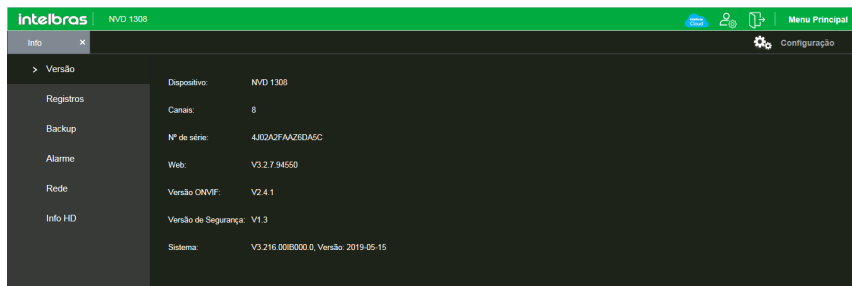 intelbras NVD 1308 intelbras Cloud Menu Principal
Info × Configuração
> Versão
Registros
Backup
Alarme
Rede
Info HD
Dispositivo: NVD 1308
Canais: 8
Nº de série: 4J02A2FAAZ6DA5C
Web: V3.2.7.94550
Versão ONVIF: V2.4.1
Versão de Segurança: V1.3
Sistema: V3.216.00IB000.0, Versão: 2019-05-15